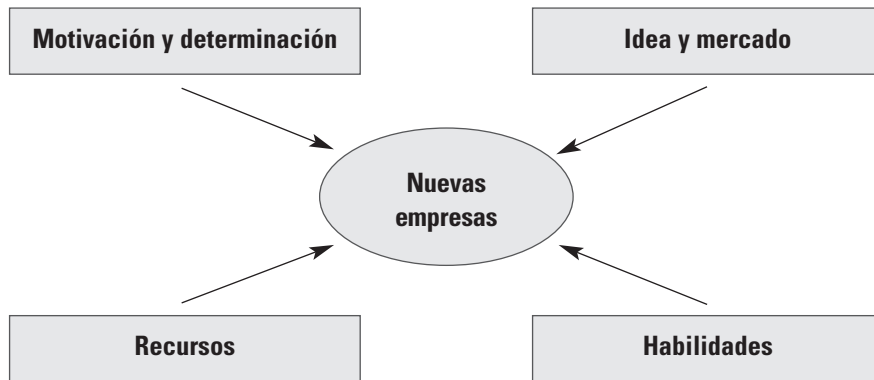 Motivación y determinación
Idea y mercado
Nuevas
empresas
Recursos
Habilidades